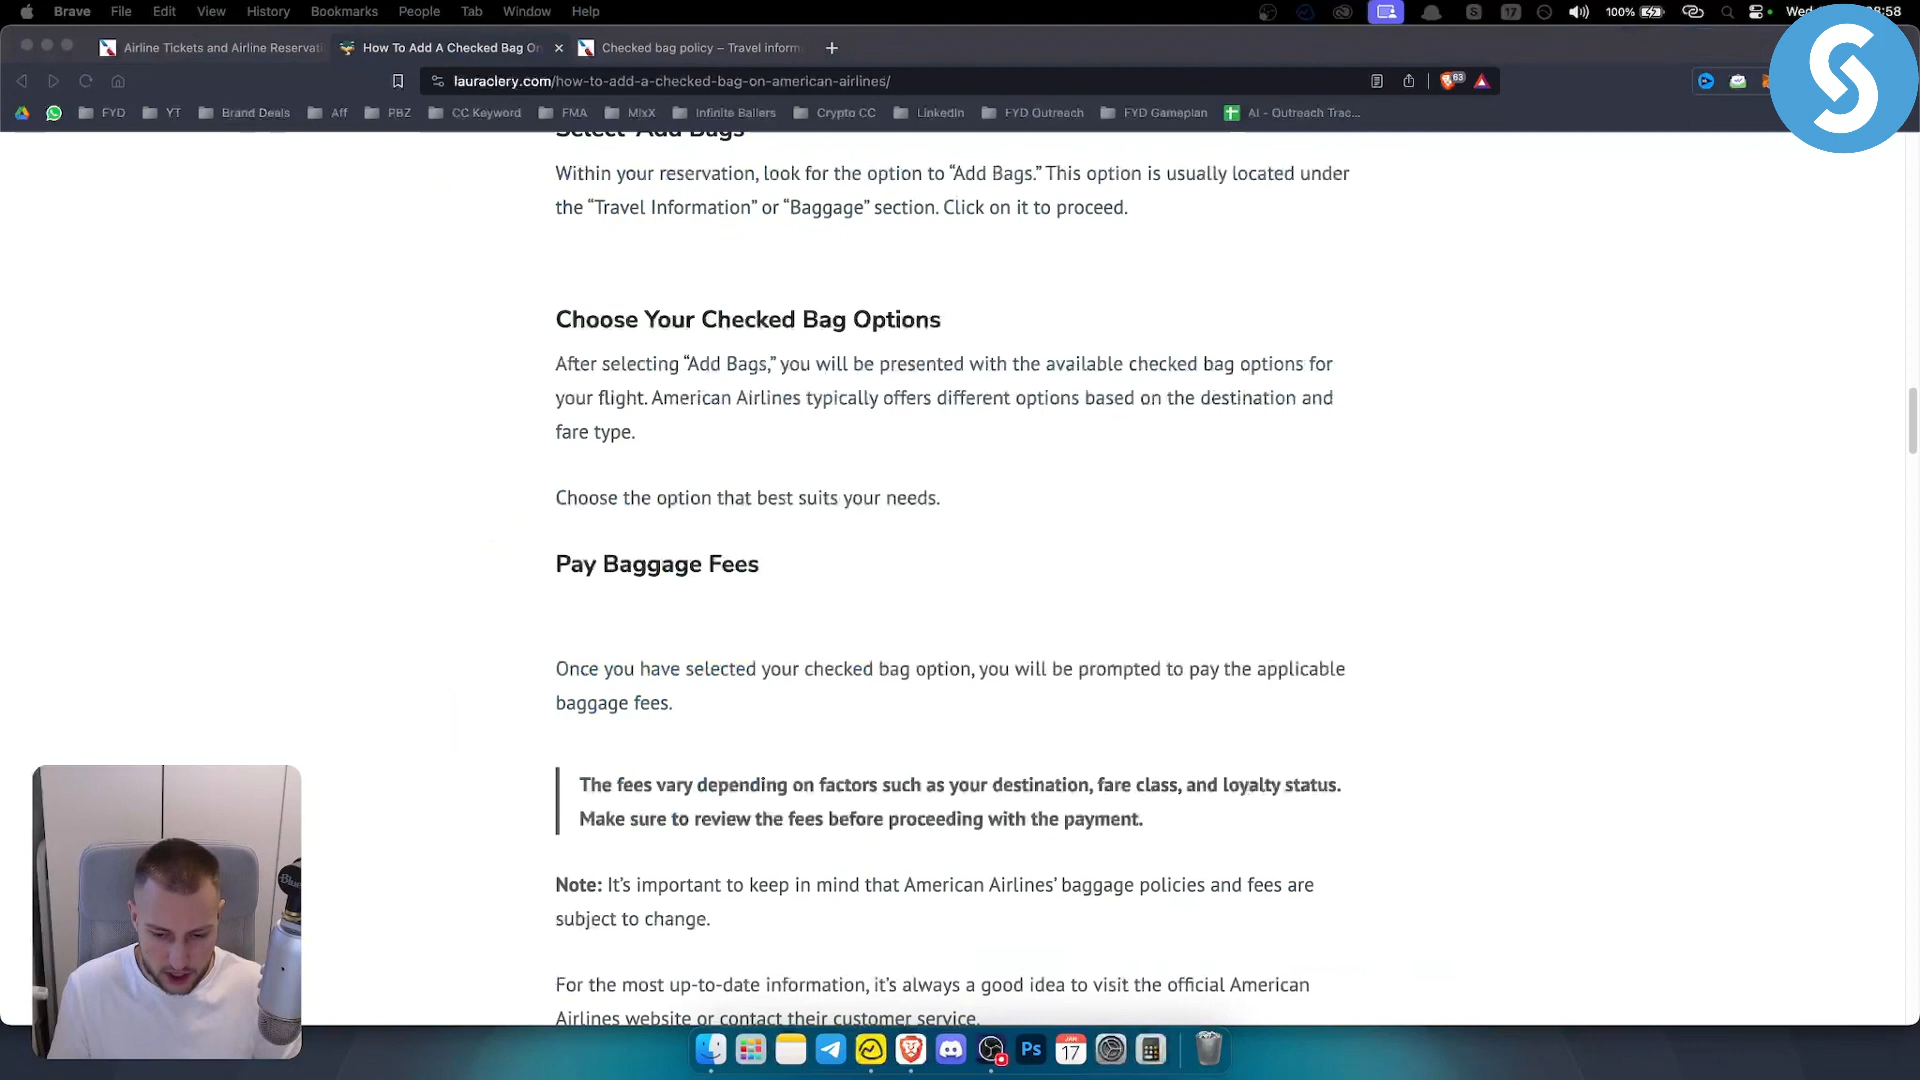 Brave File Edit View History Bookmarks People Tab Window Help 17 100% Wed 8:58
Airline Tickets and Airline Reservati How To Add A Checked Bag On Checked bag policy – Travel inform
lauraclery.com/how-to-add-a-checked-bag-on-american-airlines/ 63
FYD YT Brand Deals Aff PBZ CC Keyword FMA MixX Infinite Ballers Crypto CC LinkedIn FYD Outreach FYD Gameplan AI - Outreach Trac...
Select "Add Bags"
Within your reservation, look for the option to “Add Bags.” This option is usually located under
the “Travel Information” or “Baggage” section. Click on it to proceed.
Choose Your Checked Bag Options
After selecting “Add Bags,” you will be presented with the available checked bag options for
your flight. American Airlines typically offers different options based on the destination and
fare type.
Choose the option that best suits your needs.
Pay Baggage Fees
Once you have selected your checked bag option, you will be prompted to pay the applicable
baggage fees.
The fees vary depending on factors such as your destination, fare class, and loyalty status.
Make sure to review the fees before proceeding with the payment.
Note: It’s important to keep in mind that American Airlines’ baggage policies and fees are
subject to change.
For the most up-to-date information, it’s always a good idea to visit the official American
Airlines website or contact their customer service.
Blue
Ps JAN 17